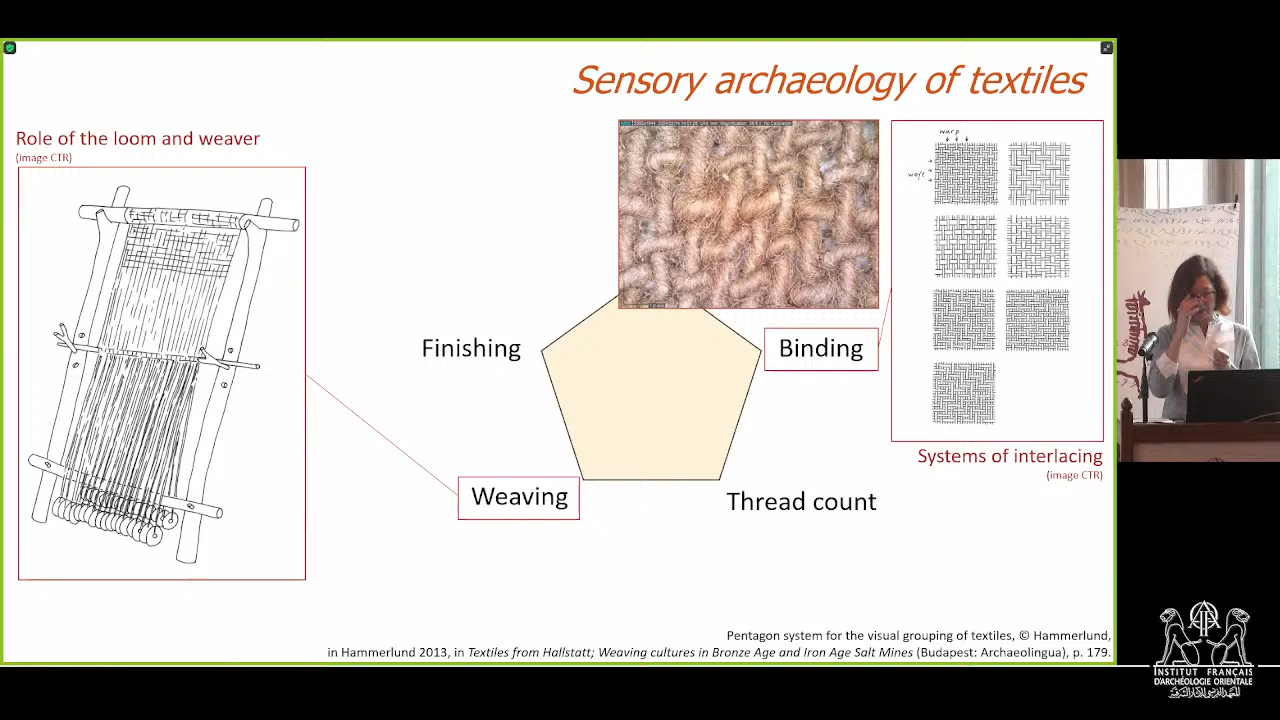 Sensory archaeology of textiles
Role of the loom and weaver
(image CTR)
warp
weft
Finishing
Binding
Systems of interlacing
(image CTR)
Weaving
Thread count
Pentagon system for the visual grouping of textiles, © Hammerlund,
in Hammerlund 2013, in Textiles from Hallstatt; Weaving cultures in Bronze Age and Iron Age Salt Mines (Budapest: Archaeolingua), p. 179.
INSTITUT FRANÇAIS
D'ARCHÉOLOGIE ORIENTALE